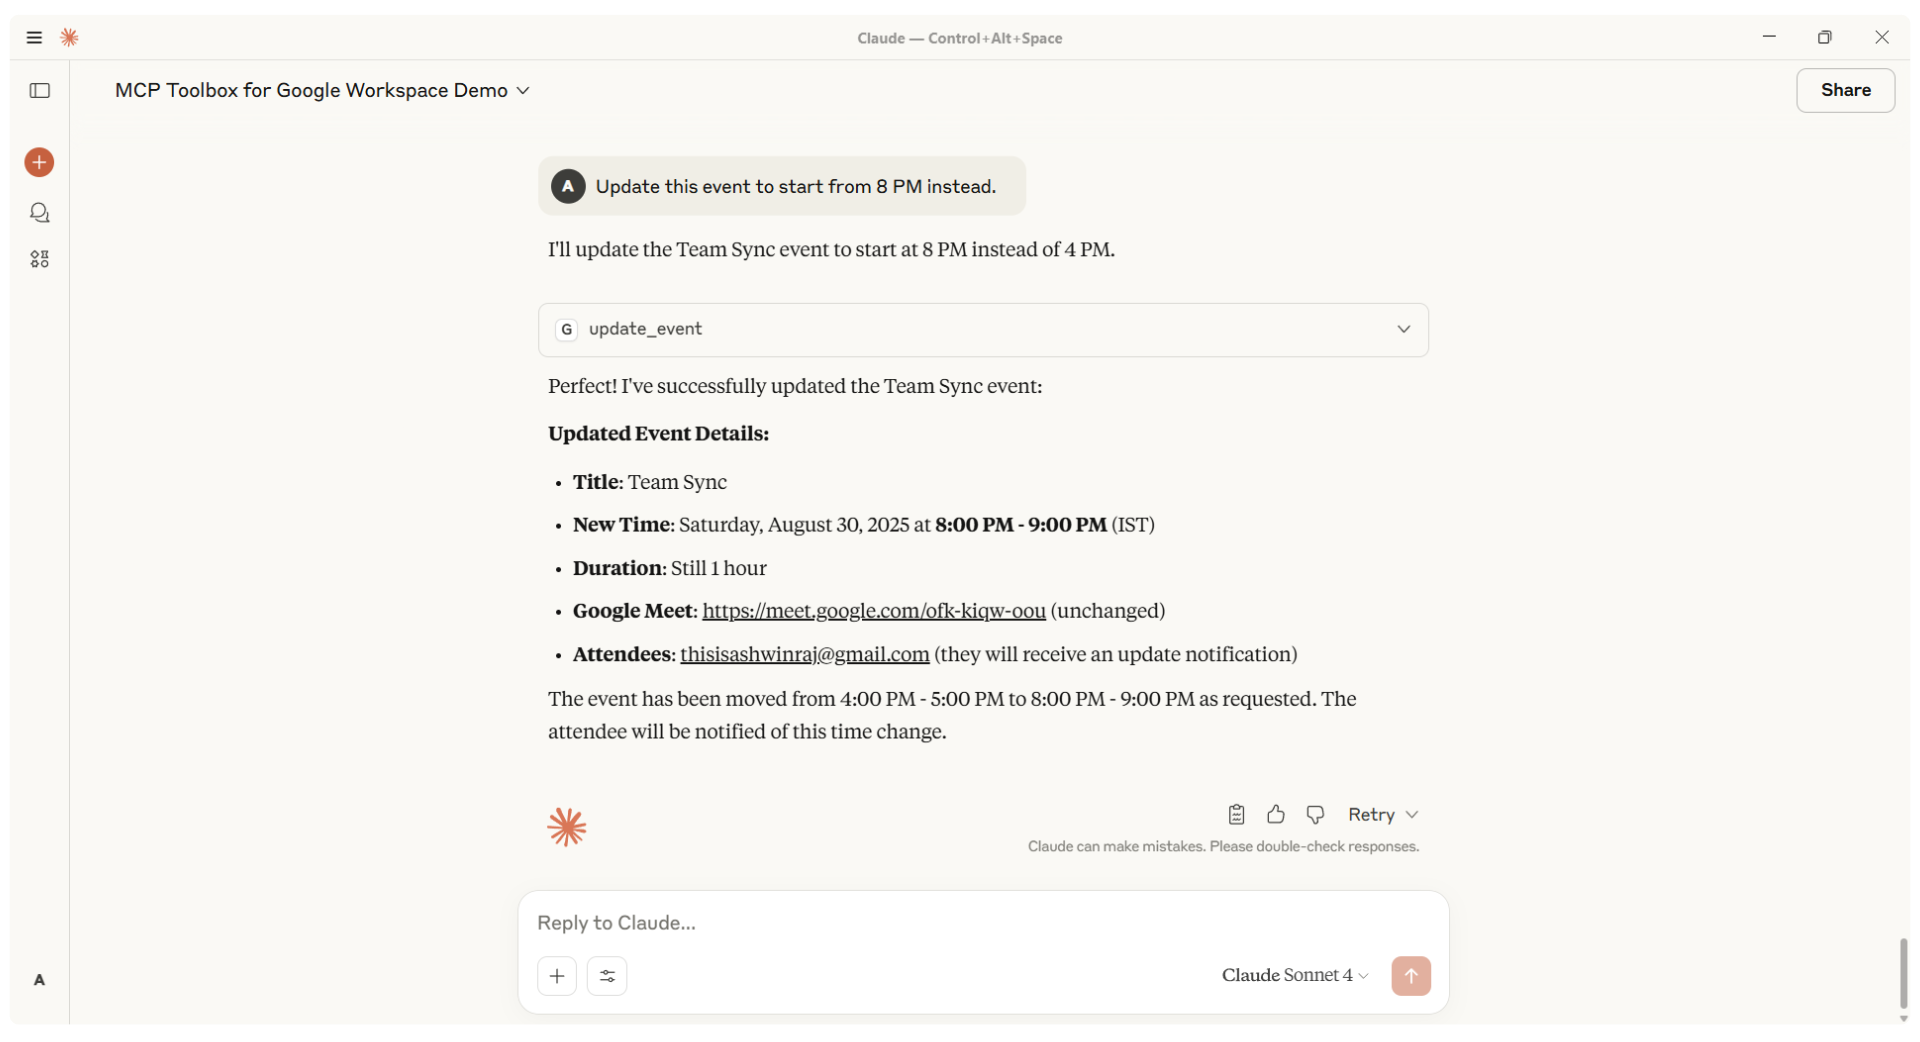 Claude — Control+Alt+Space
MCP Toolbox for Google Workspace Demo
Share
A Update this event to start from 8 PM instead.
I'll update the Team Sync event to start at 8 PM instead of 4 PM.
G update_event
Perfect! I've successfully updated the Team Sync event:
Updated Event Details:
• Title: Team Sync
• New Time: Saturday, August 30, 2025 at 8:00 PM - 9:00 PM (IST)
• Duration: Still 1 hour
• Google Meet: https://meet.google.com/ofk-kiqw-oou (unchanged)
• Attendees: thisisashwinraj@gmail.com (they will receive an update notification)
The event has been moved from 4:00 PM - 5:00 PM to 8:00 PM - 9:00 PM as requested. The
attendee will be notified of this time change.
Retry
Claude can make mistakes. Please double-check responses.
Reply to Claude...
Claude Sonnet 4
A